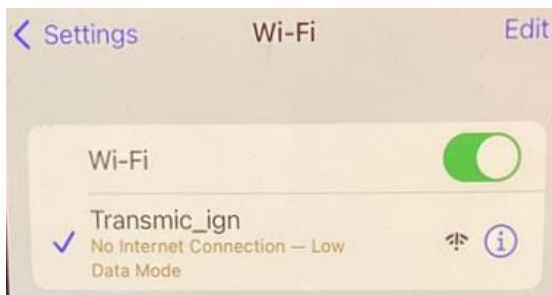 Settings Wi-Fi Edit
Wi-Fi
Transmic_ign
No Internet Connection — Low
Data Mode